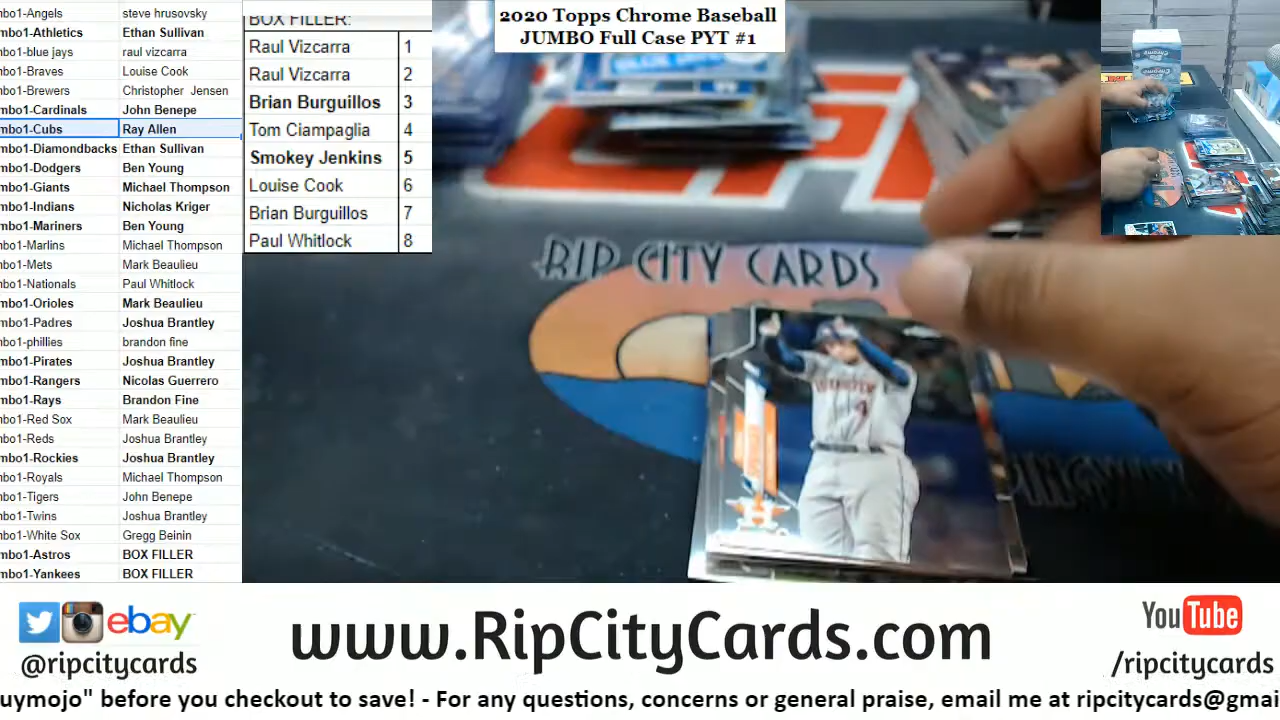 mbo1-Angels steve hrusovsky
mbo1-Athletics Ethan Sullivan
mbo1-blue jays raul vizcarra
mbo1-Braves Louise Cook
mbo1-Brewers Christopher Jensen
mbo1-Cardinals John Benepe
mbo1-Cubs Ray Allen
mbo1-Diamondbacks Ethan Sullivan
mbo1-Dodgers Ben Young
mbo1-Giants Michael Thompson
mbo1-Indians Nicholas Kriger
mbo1-Mariners Ben Young
mbo1-Marlins Michael Thompson
mbo1-Mets Mark Beaulieu
mbo1-Nationals Paul Whitlock
mbo1-Orioles Mark Beaulieu
mbo1-Padres Joshua Brantley
mbo1-phillies brandon fine
mbo1-Pirates Joshua Brantley
mbo1-Rangers Nicolas Guerrero
mbo1-Rays Brandon Fine
mbo1-Red Sox Mark Beaulieu
mbo1-Reds Joshua Brantley
mbo1-Rockies Joshua Brantley
mbo1-Royals Michael Thompson
mbo1-Tigers John Benepe
mbo1-Twins Joshua Brantley
mbo1-White Sox Gregg Beinin
mbo1-Astros BOX FILLER
mbo1-Yankees BOX FILLER
BOX FILLER:
Raul Vizcarra 1
Raul Vizcarra 2
Brian Burguillos 3
Tom Ciampaglia 4
Smokey Jenkins 5
Louise Cook 6
Brian Burguillos 7
Paul Whitlock 8
2020 Topps Chrome Baseball
JUMBO Full Case PYT #1
RIP CITY CARDS
ebay
@ripcitycards
www.RipCityCards.com
YouTube
/ripcitycards
uymojo" before you checkout to save! - For any questions, concerns or general praise, email me at ripcitycards@gmai